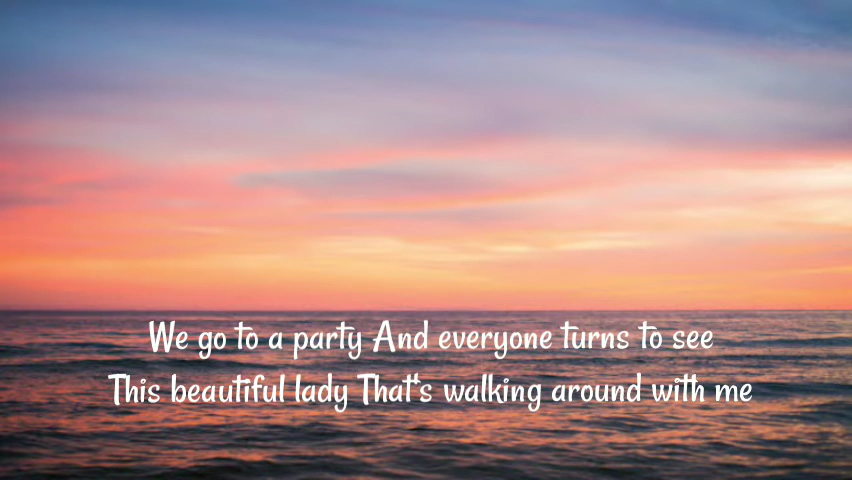 We go to a party And everyone turns to see
This beautiful lady That's walking around with me